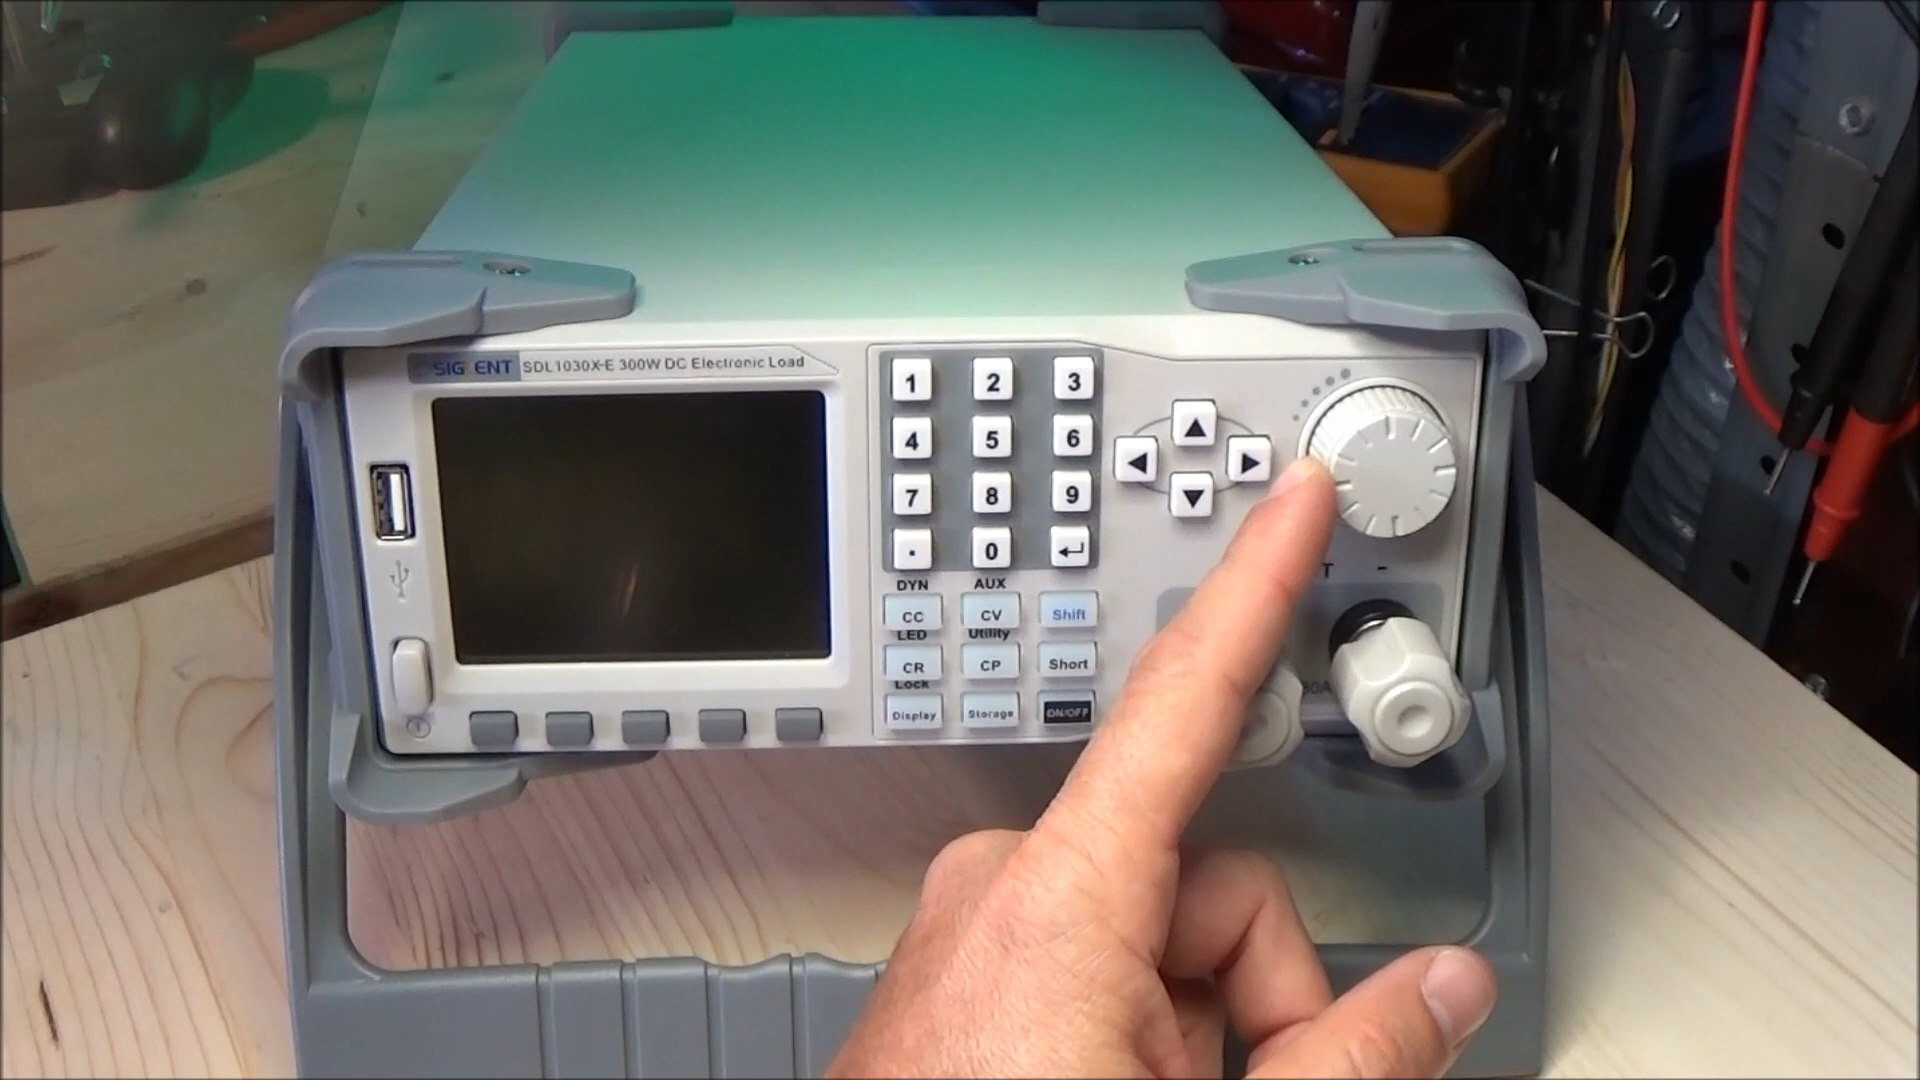 SIGLENT SDL1030X-E 300W DC Electronic Load
1 2 3
4 5 6
7 8 9
. 0
DYN AUX
CC CV Shift
LED Utility
CR CP Short
Lock
Display Storage ON/OFF
T -
30A